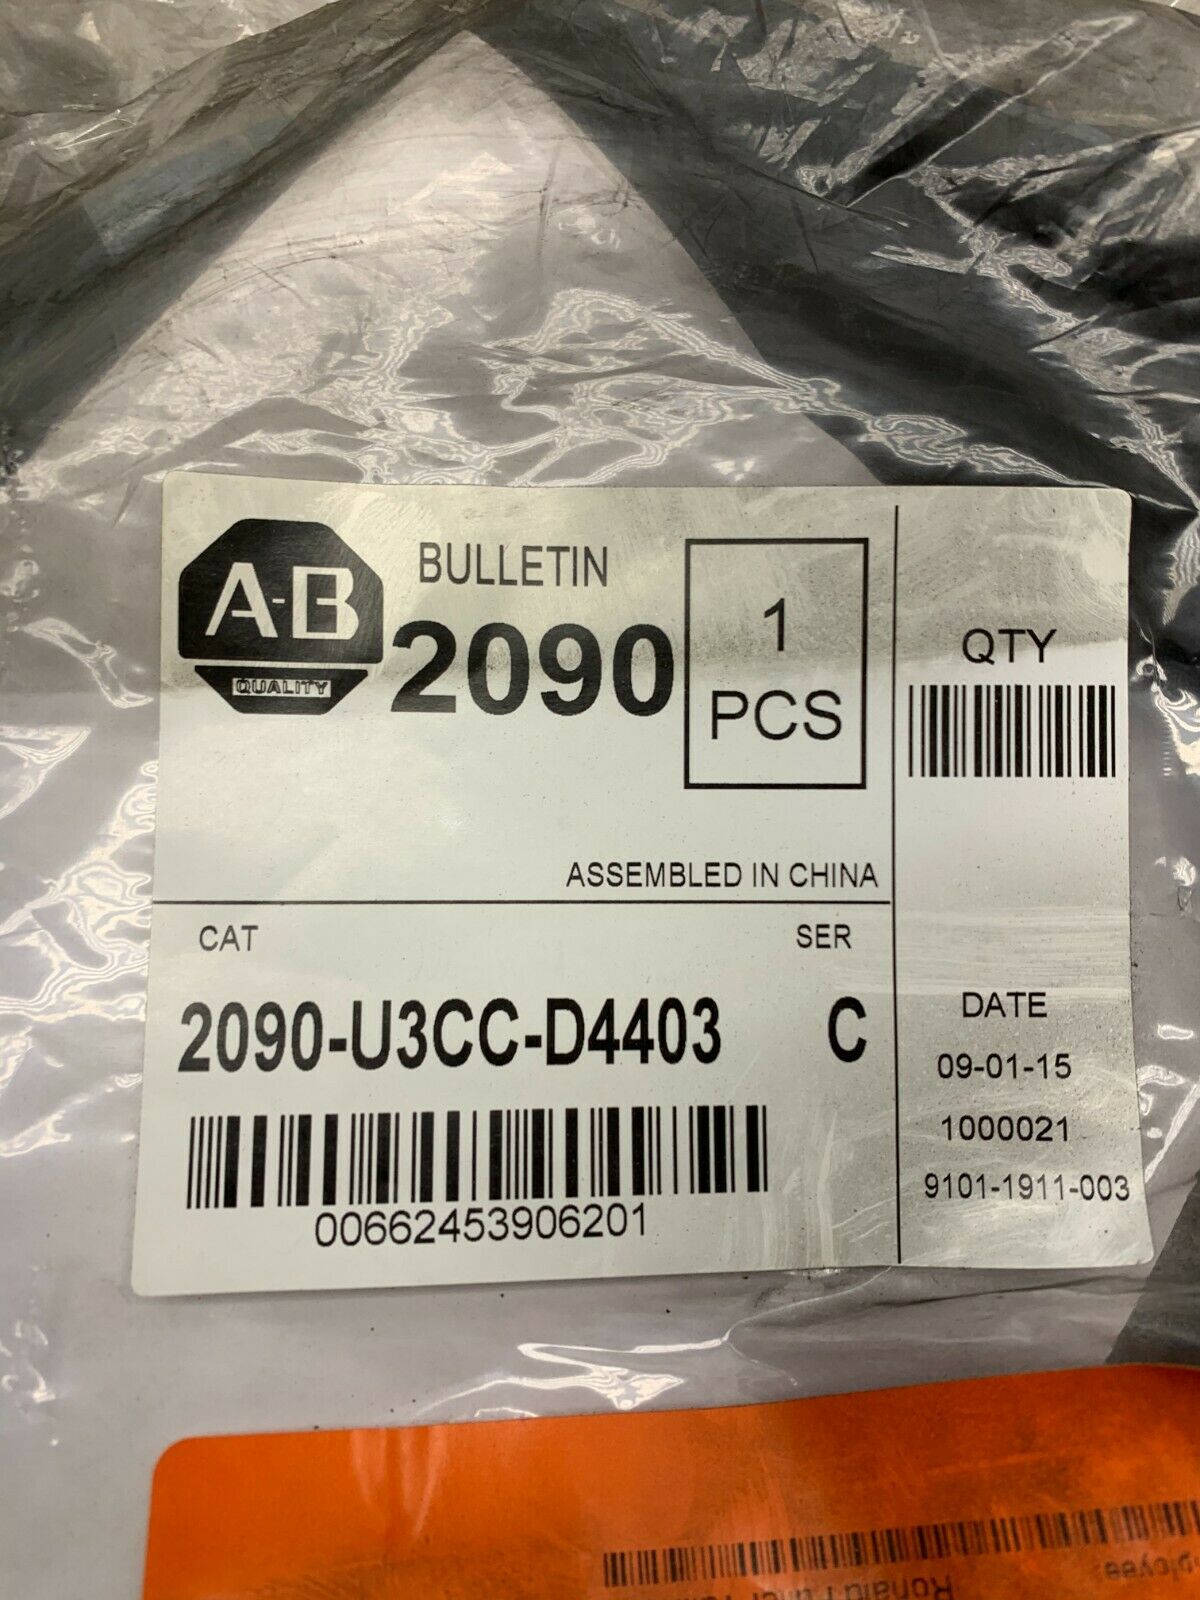 A-B
QUALITY
BULLETIN
2090
1
PCS
QTY
ASSEMBLED IN CHINA
CAT
SER
2090-U3CC-D4403
C
00662453906201
DATE
09-01-15
1000021
9101-1911-003
Ronald